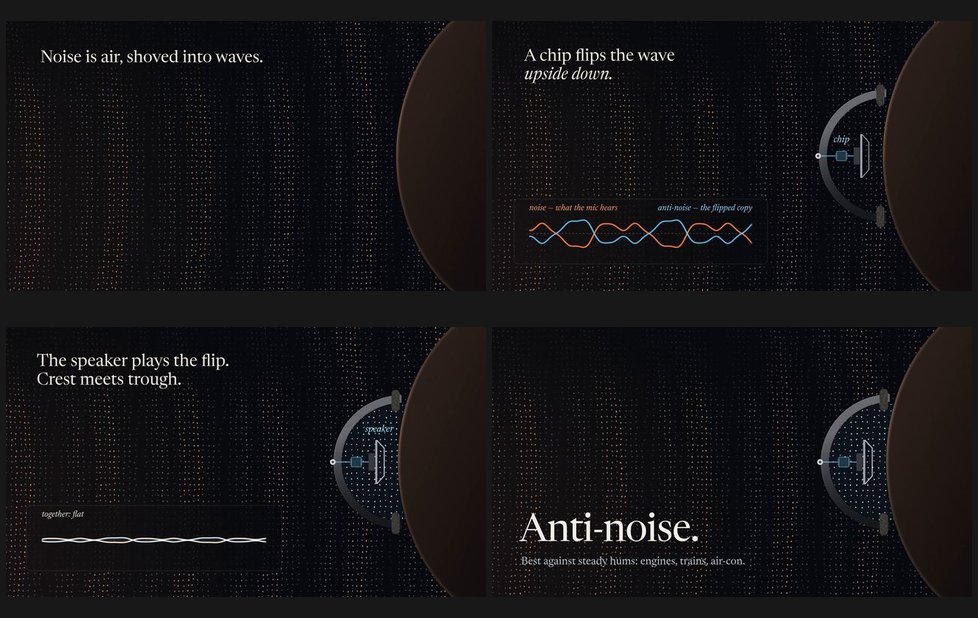 Noise is air, shoved into waves.
A chip flips the wave
upside down.
chip
noise – what the mic hears
anti-noise – the flipped copy
The speaker plays the flip.
Crest meets trough.
speaker
together: flat
Anti-noise.
Best against steady hums: engines, trains, air-con.